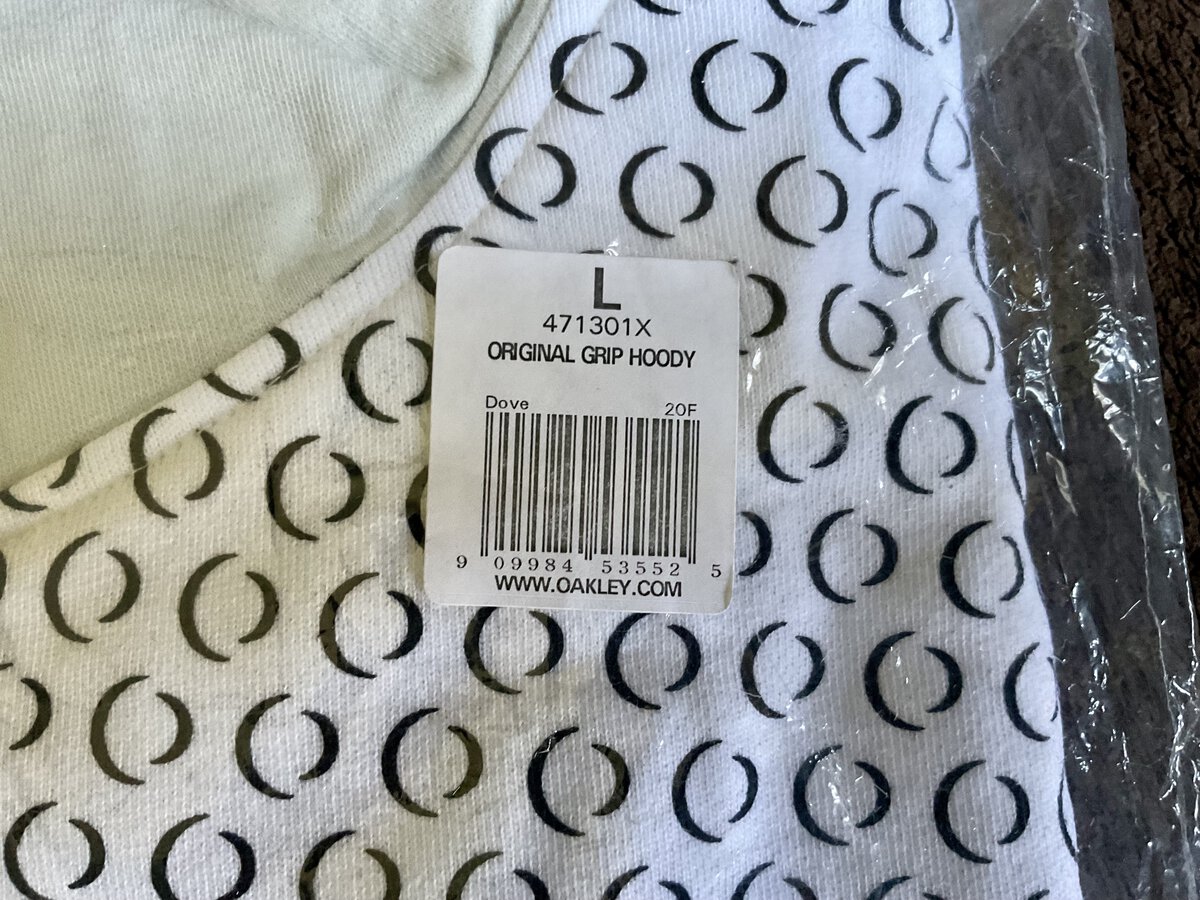 L
471301X
ORIGINAL GRIP HOODY
Dove 20F
9 09984 53552 5
WWW.OAKLEY.COM